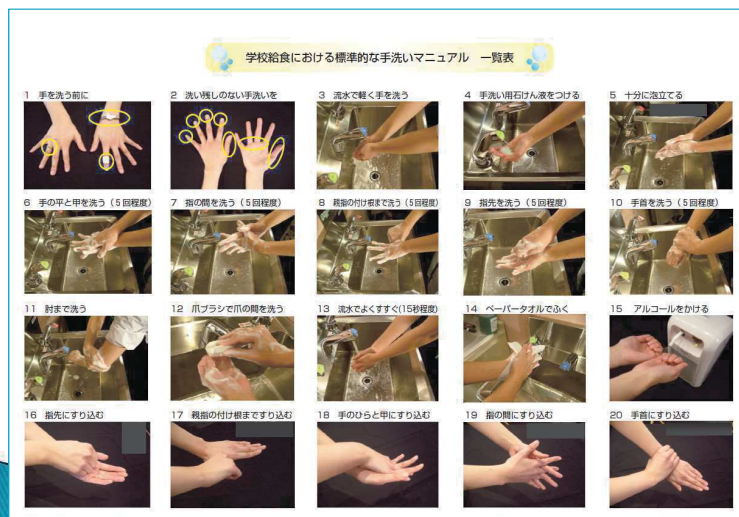 学校給食における標準的な手洗いマニュアル　一覧表
1　手を洗う前に
2　洗い残しのない手洗いを
3　流水で軽く手を洗う
4　手洗い用石けん液をつける
5　十分に泡立てる
6　手の平と甲を洗う（5回程度）
7　指の間を洗う（5回程度）
8　親指の付け根まで洗う（5回程度）
9　指先を洗う（5回程度）
10　手首を洗う（5回程度）
11　肘まで洗う
12　爪ブラシで爪の間を洗う
13　流水でよくすすぐ(15秒程度)
14　ペーパータオルでふく
15　アルコールをかける
16　指先にすり込む
17　親指の付け根まですり込む
18　手のひらと甲にすり込む
19　指の間にすり込む
20　手首にすり込む